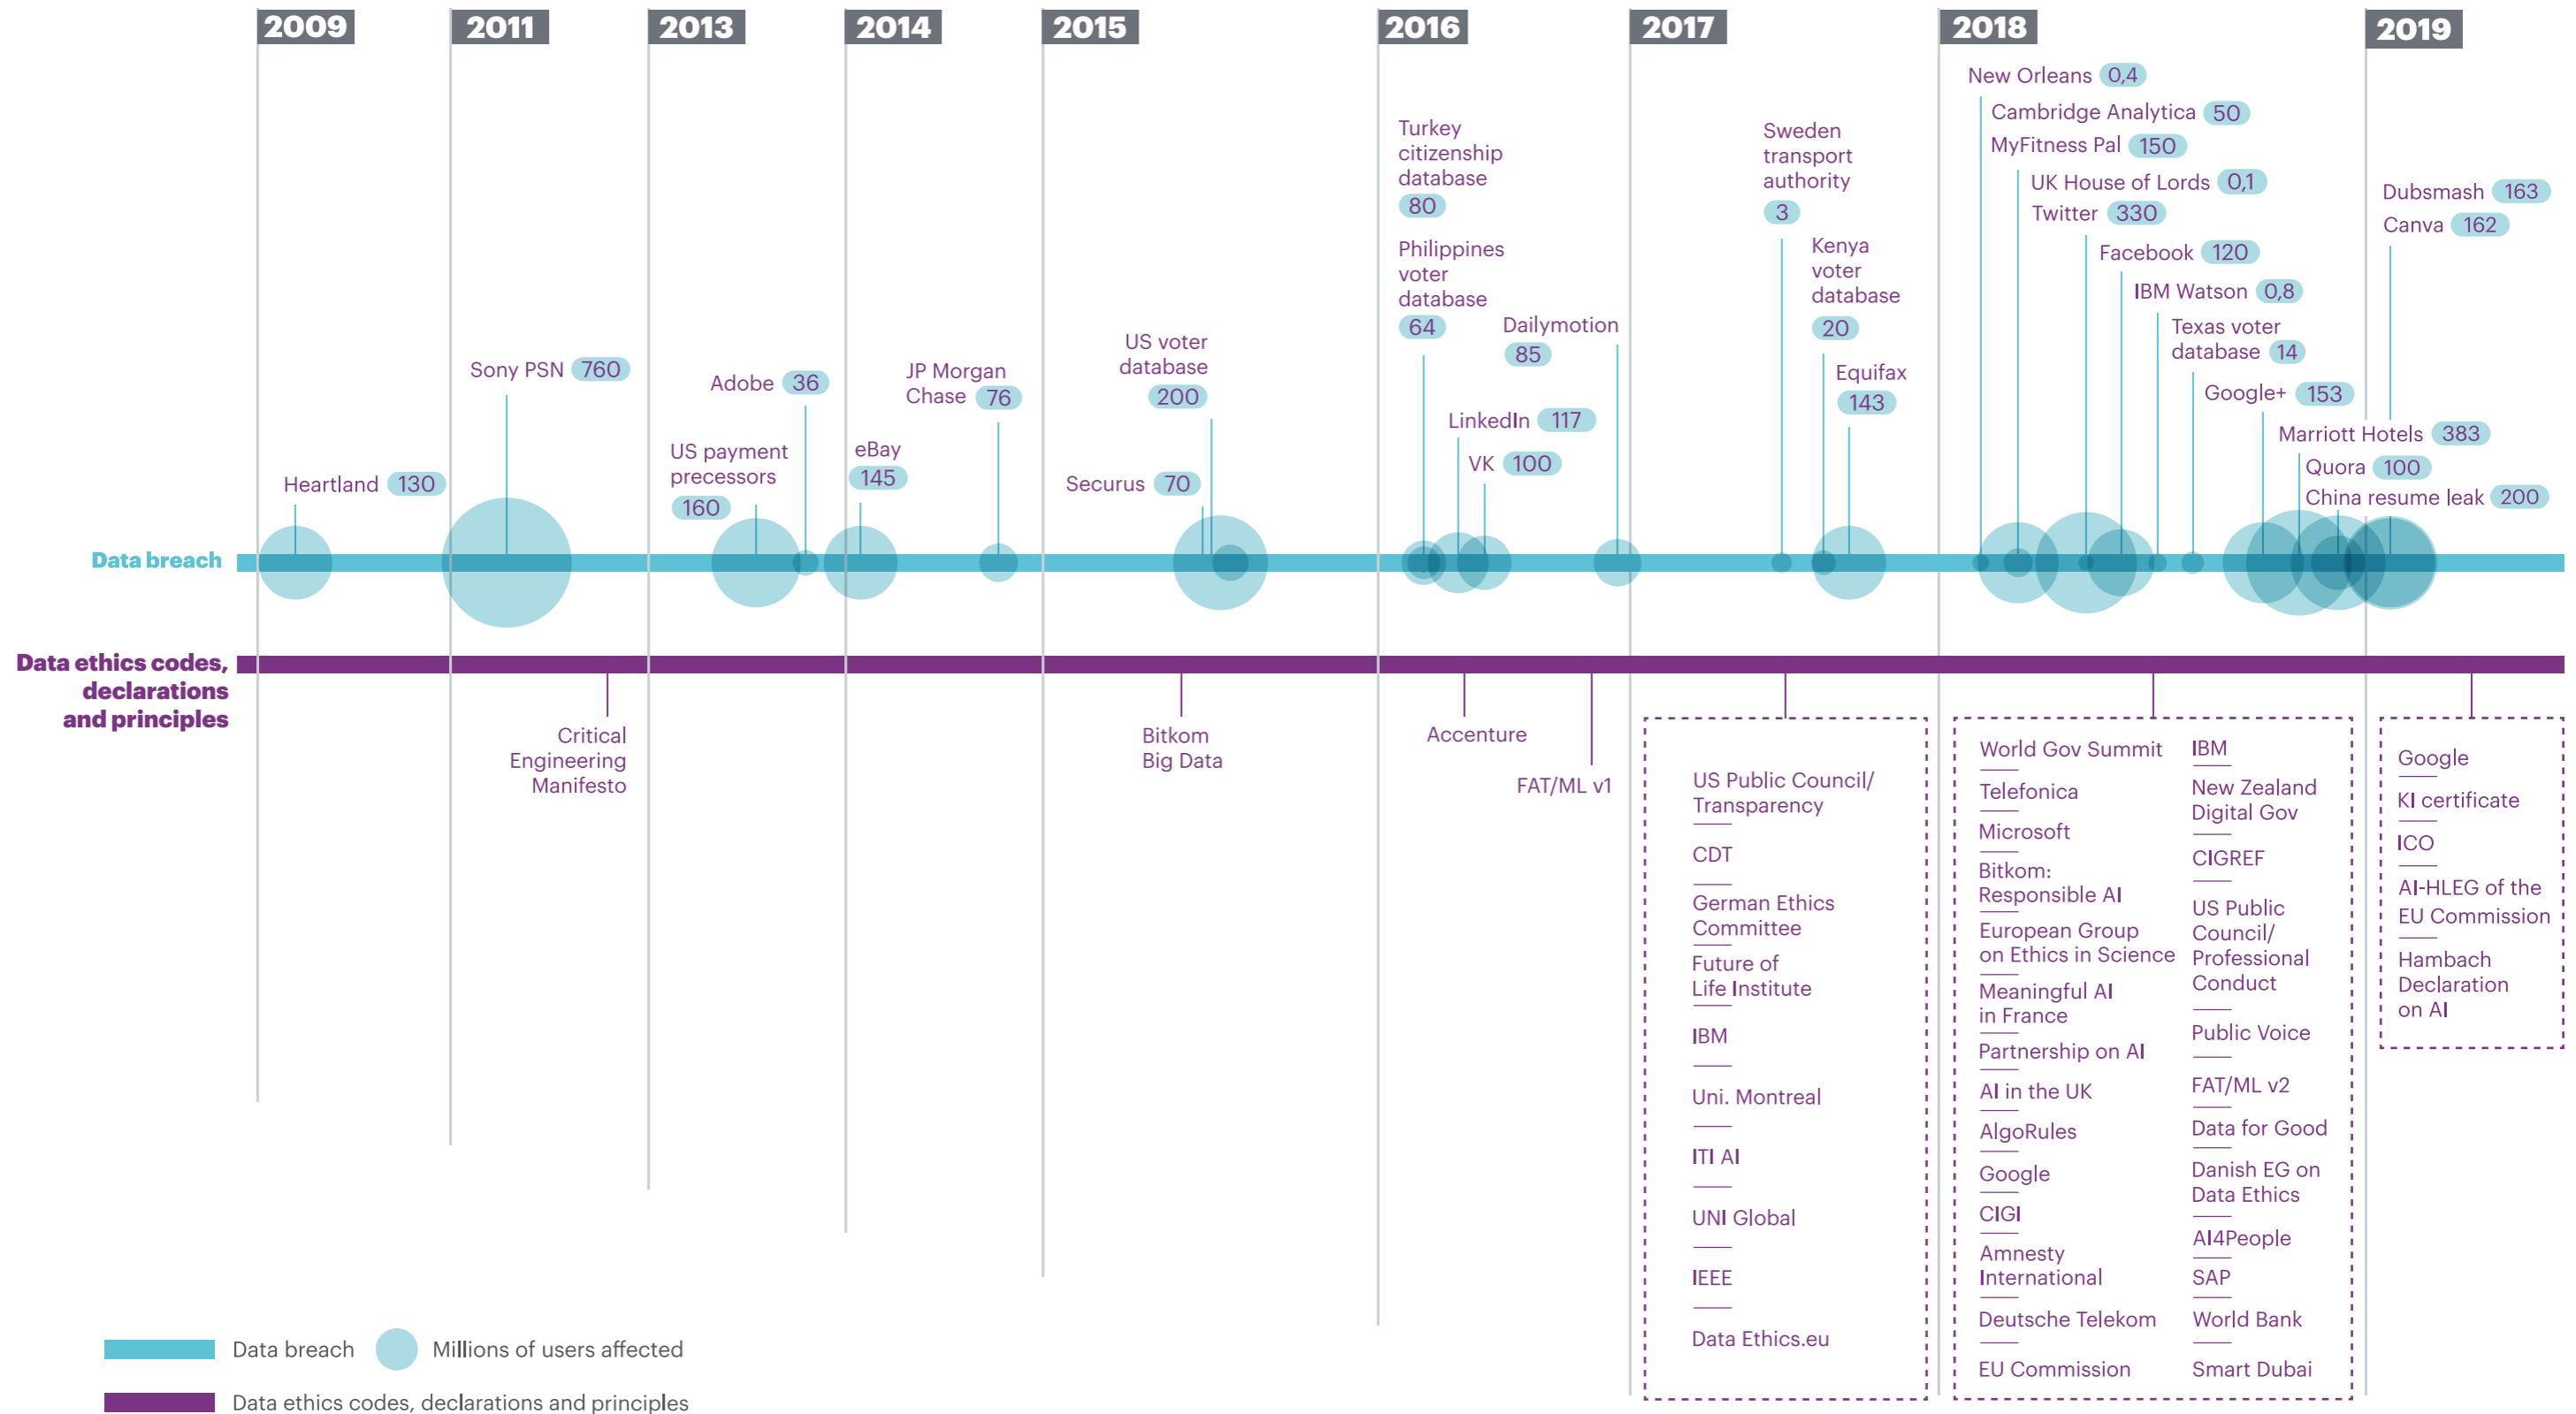 2009
2011
2013
2014
2015
2016
2017
2018
2019
Heartland 130
Sony PSN 760
US payment
precessors
160
Adobe 36
eBay
145
JP Morgan
Chase 76
Securus 70
US voter
database
200
Turkey
citizenship
database
80
Philippines
voter
database
64
LinkedIn 117
VK 100
Dailymotion
85
Sweden
transport
authority
3
Kenya
voter
database
20
Equifax
143
New Orleans 0,4
Cambridge Analytica 50
MyFitness Pal 150
UK House of Lords 0,1
Twitter 330
Facebook 120
IBM Watson 0,8
Texas voter
database 14
Google+ 153
Marriott Hotels 383
Quora 100
China resume leak 200
Dubsmash 163
Canva 162
Data breach
Data ethics codes,
declarations
and principles
Critical
Engineering
Manifesto
Bitkom
Big Data
Accenture
FAT/ML v1
US Public Council/
Transparency
CDT
German Ethics
Committee
Future of
Life Institute
IBM
Uni. Montreal
ITI AI
UNI Global
IEEE
Data Ethics.eu
World Gov Summit
Telefonica
Microsoft
Bitkom:
Responsible AI
European Group
on Ethics in Science
Meaningful AI
in France
Partnership on AI
AI in the UK
AlgoRules
Google
CIGI
Amnesty
International
Deutsche Telekom
EU Commission
IBM
New Zealand
Digital Gov
CIGREF
US Public
Council/
Professional
Conduct
Public Voice
FAT/ML v2
Data for Good
Danish EG on
Data Ethics
AI4People
SAP
World Bank
Smart Dubai
Google
KI certificate
ICO
AI-HLEG of the
EU Commission
Hambach
Declaration
on AI
Data breach
Millions of users affected
Data ethics codes, declarations and principles